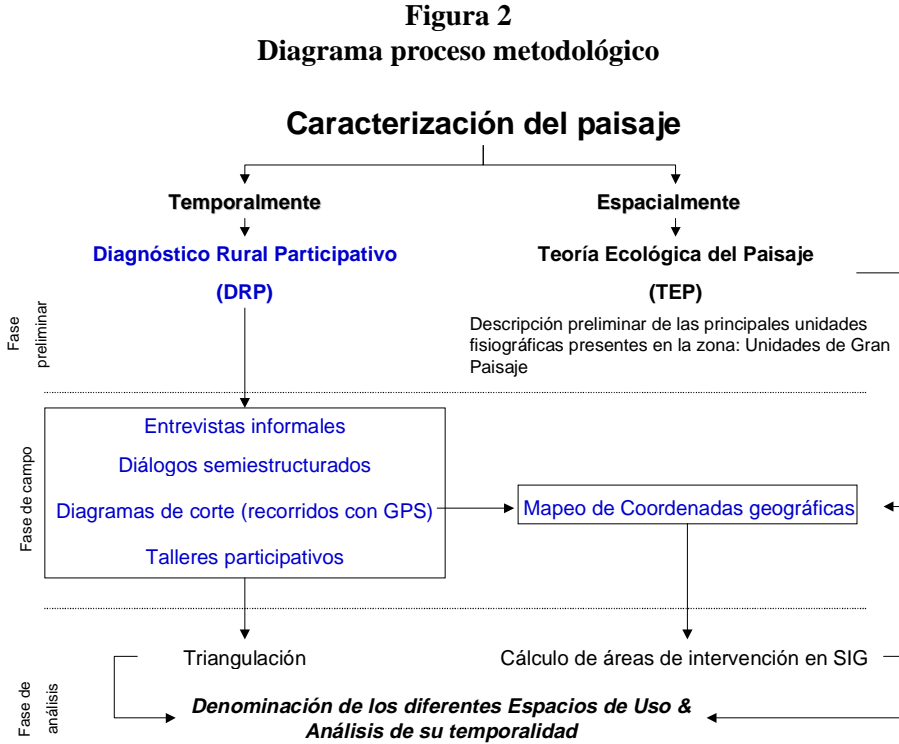 Figura 2
Diagrama proceso metodológico
Caracterización del paisaje
Temporalmente
Espacialmente
Diagnóstico Rural Participativo
(DRP)
Teoría Ecológica del Paisaje
(TEP)
Descripción preliminar de las principales unidades
fisiográficas presentes en la zona: Unidades de Gran
Paisaje
Fase
preliminar
Entrevistas informales
Diálogos semiestructurados
Diagramas de corte (recorridos con GPS)
Talleres participativos
Mapeo de Coordenadas geográficas
Fase de campo
Triangulación
Cálculo de áreas de intervención en SIG
Denominación de los diferentes Espacios de Uso &
Análisis de su temporalidad
Fase de
análisis